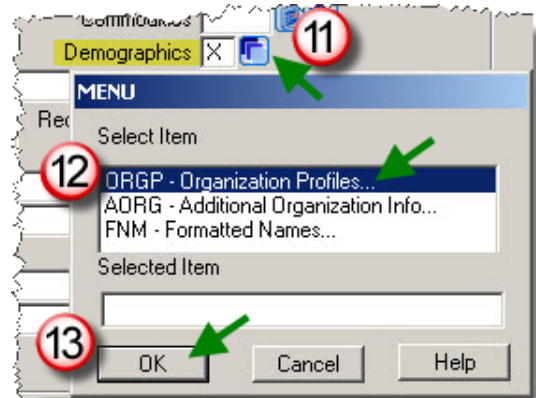 11
Demographics X
MENU
Select Item
12
ORGP - Organization Profiles...
AORG - Additional Organization Info...
FNM - Formatted Names...
Selected Item
13
OK Cancel Help